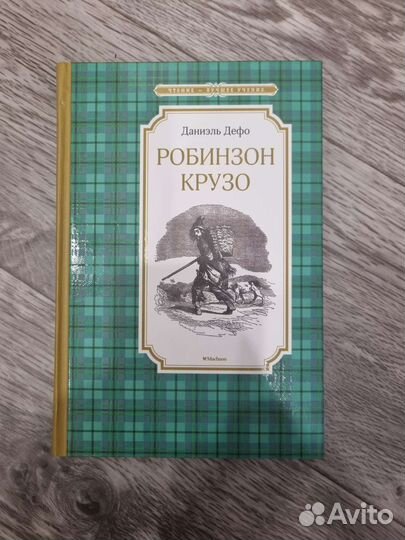 ЧТЕНИЕ - ЛУЧШЕЕ УЧЕНИЕ
Даниэль Дефо
РОБИНЗОН
КРУЗО
Machaon
Avito